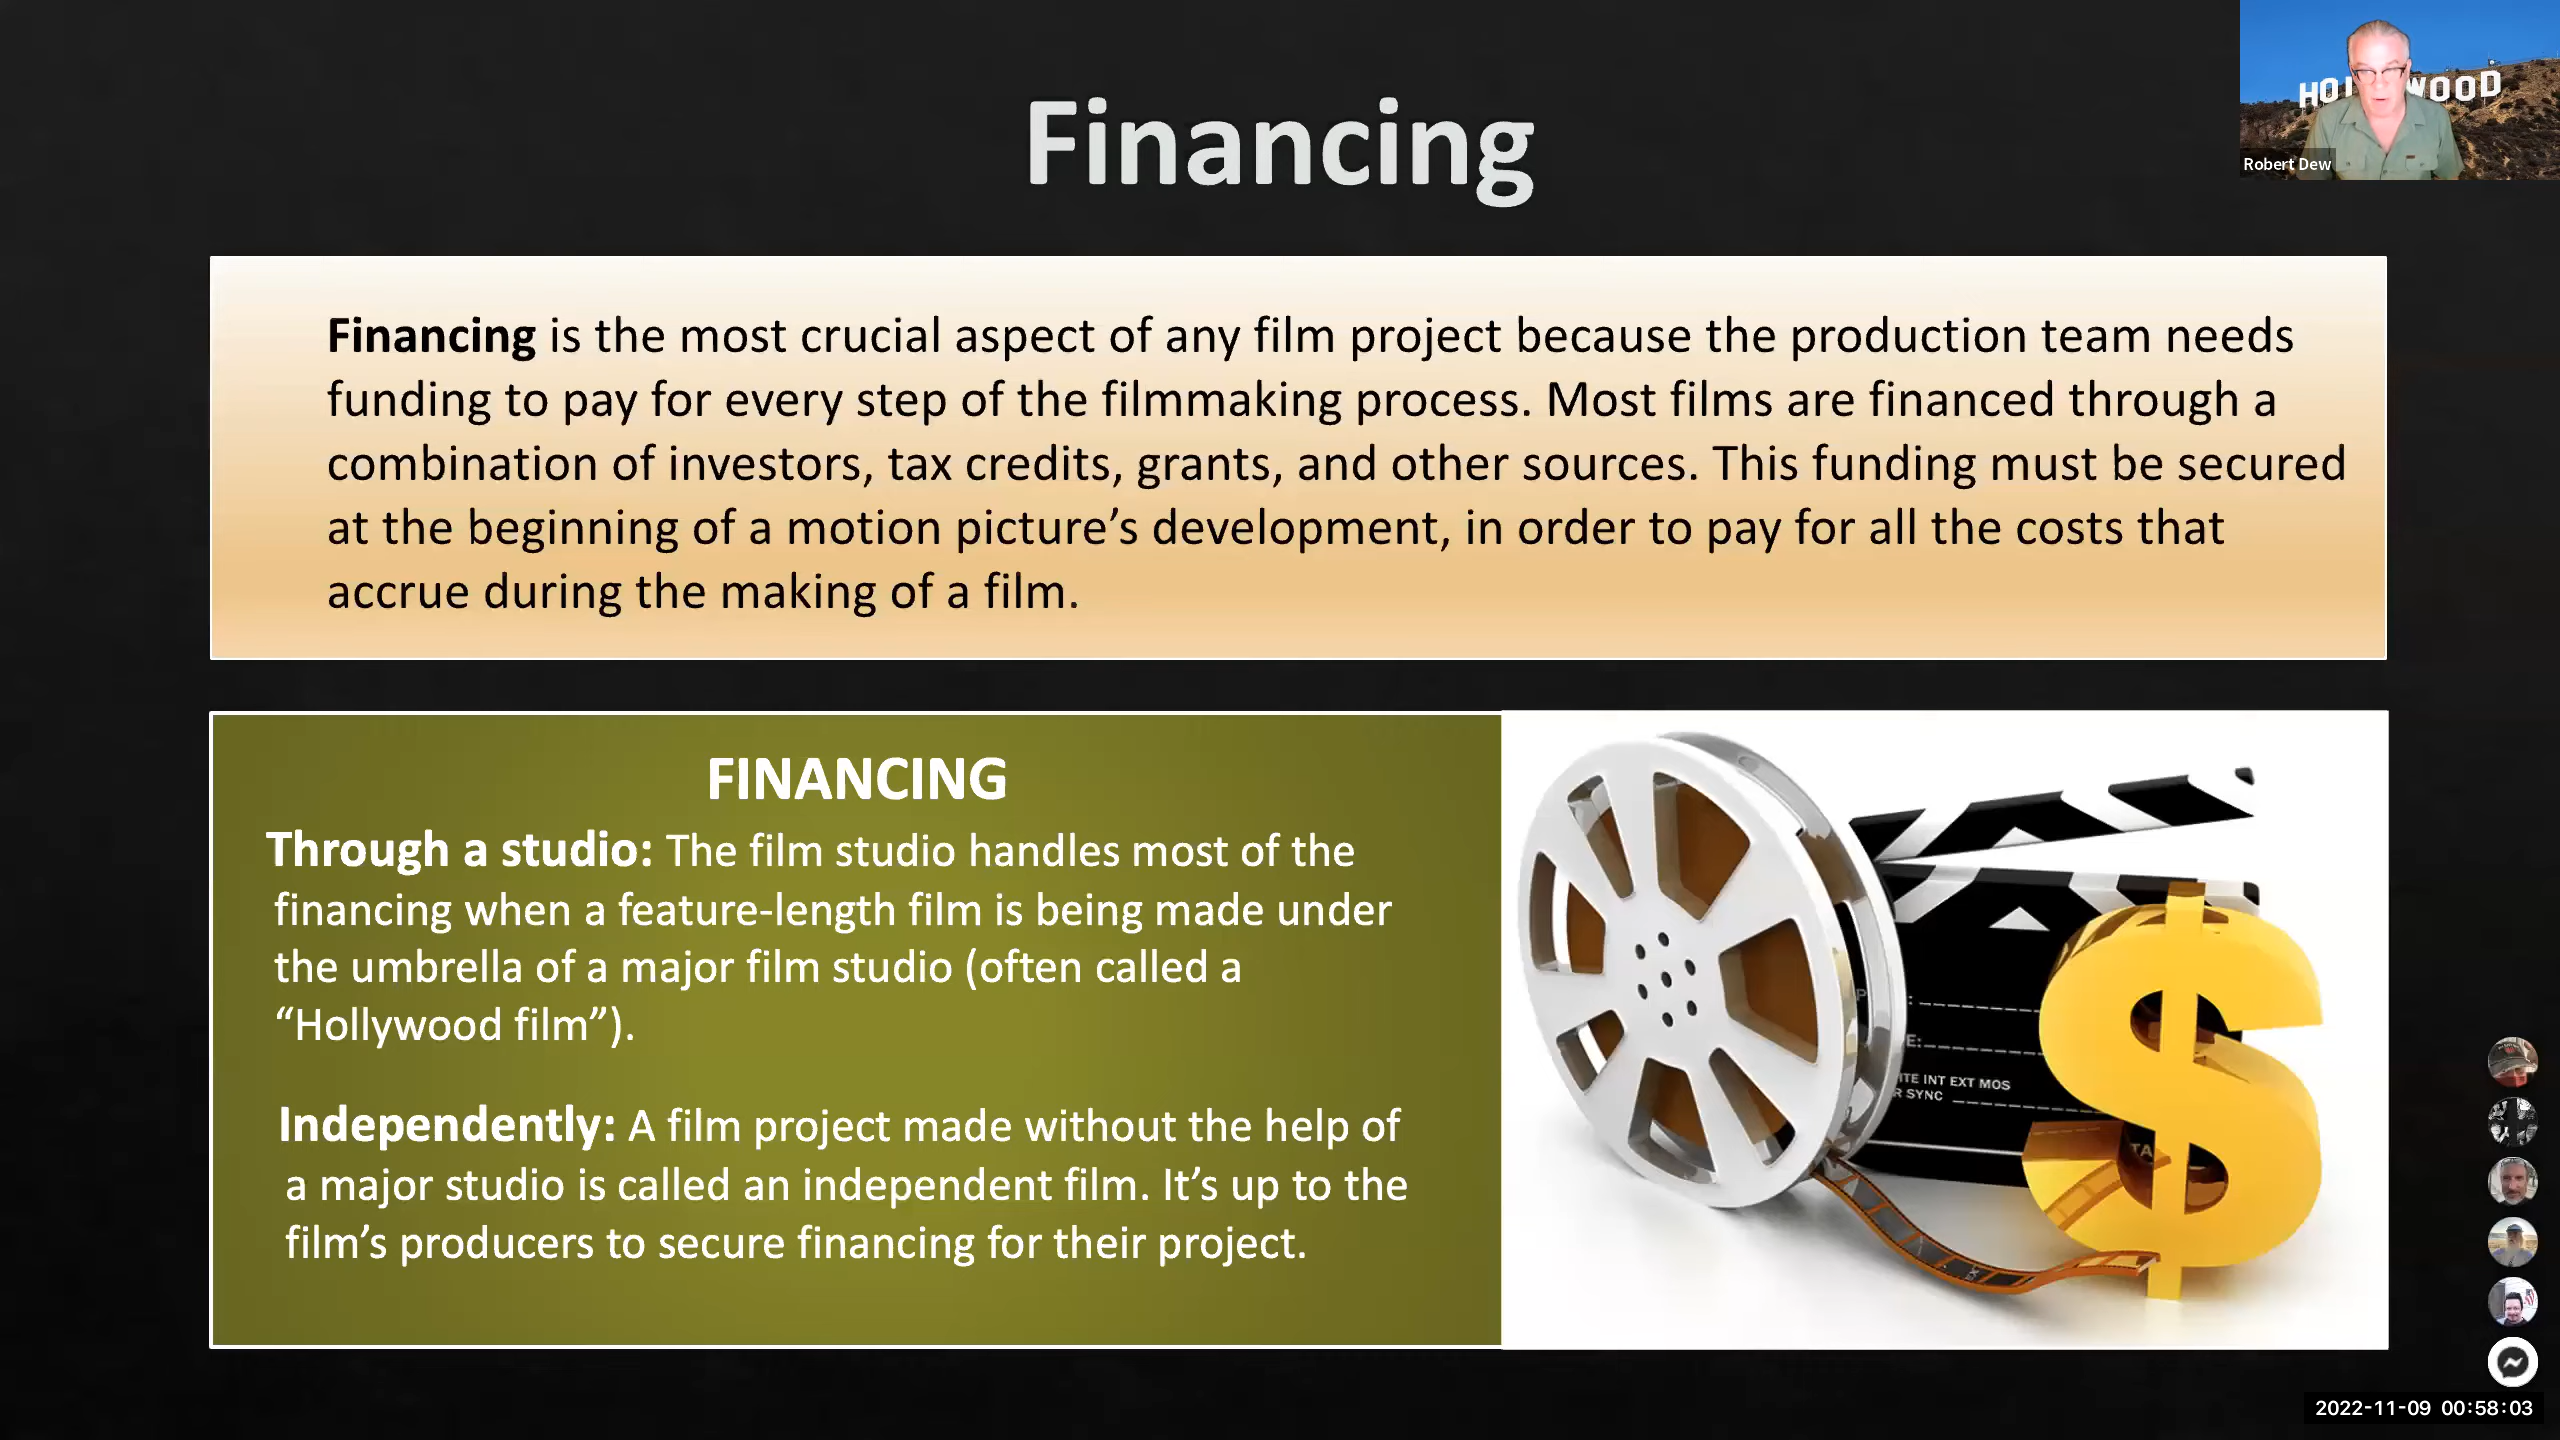 Financing
HOLLYWOOD
Robert Dew
Financing is the most crucial aspect of any film project because the production team needs
funding to pay for every step of the filmmaking process. Most films are financed through a
combination of investors, tax credits, grants, and other sources. This funding must be secured
at the beginning of a motion picture’s development, in order to pay for all the costs that
accrue during the making of a film.
FINANCING
Through a studio: The film studio handles most of the
financing when a feature-length film is being made under
the umbrella of a major film studio (often called a
“Hollywood film”).
Independently: A film project made without the help of
a major studio is called an independent film. It’s up to the
film’s producers to secure financing for their project.
E:
INT EXT MOS
SYNC
2022-11-09 00:58:03